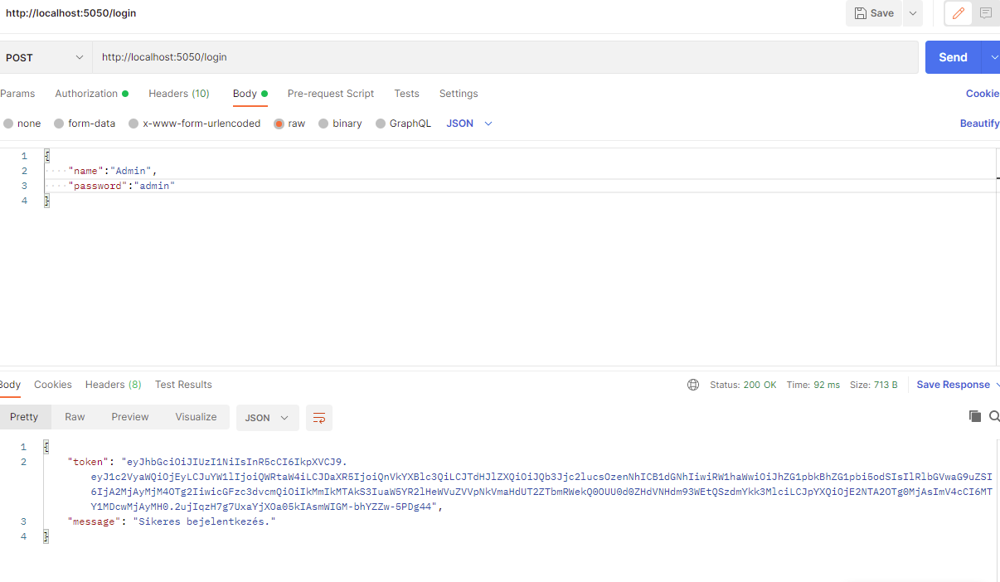 http://localhost:5050/login
Save
POST
http://localhost:5050/login
Send
Params Authorization Headers (10) Body Pre-request Script Tests Settings Cookie
none form-data x-www-form-urlencoded raw binary GraphQL JSON Beautify
1 {
2 "name":"Admin",
3 "password":"admin"
4 }
Body Cookies Headers (8) Test Results Status: 200 OK Time: 92 ms Size: 713 B Save Response
Pretty Raw Preview Visualize JSON
1 {
2 "token": "eyJhbGciOiJIUzI1NiIsInR5cCI6IkpXVCJ9.
eyJ1c2VyaWQiOjEyLCJuYW1lIjoiQWRtaW4iLCJDaXR5IjoiQnVkYXBlc3QiLCJTdHJlZXQiOiJQb3Jjc2lucsOzenNhICB1dGNhIiwiRW1haWwiOiJhZG1pbkBhZG1pbi5odSIsIlRlbGVwaG9uZSI
6IjA2MjAyMjM4OTg2IiwicGFzc3dvcmQiOiIkMmIkMTAkS3IuaW5YR2lHeWVuZVVpNkVmaHdUT2ZTbmRWekQ0OUU0d0ZHdVNHdm93WEtQSzdmYkk3MlciLCJpYXQiOjE2NTA2OTg0MjAsImV4cCI6MT
Y1MDcwMjAyMH0.2ujIqzH7g7UxaYjXOa05kIAsmWIGM-bhYZZw-5PDg44",
3 "message": "Sikeres bejelentkezés."
4 }